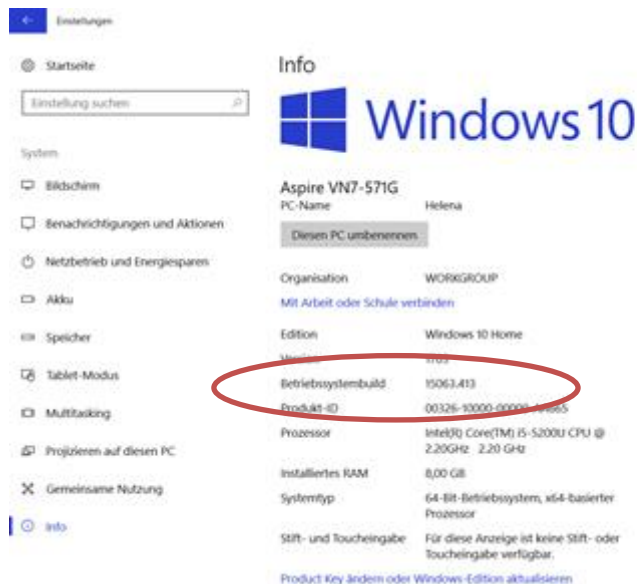 Einstellungen
Startseite
Einstellung suchen
System
Bildschirm
Benachrichtigungen und Aktionen
Netzbetrieb und Energiesparen
Akku
Speicher
Tablet-Modus
Multitasking
Projizieren auf diesen PC
Gemeinsame Nutzung
Info
Info
Windows 10
Aspire VN7-571G
PC-Name Helena
Diesen PC umbenennen
Organisation WORKGROUP
Mit Arbeit oder Schule verbinden
Edition Windows 10 Home
Version 1703
Betriebssystembuild 15063.413
Produkt-ID
Prozessor Intel(R) Core(TM) i5-5200U CPU @
2.20GHz 2.20 GHz
Installiertes RAM 8,00 GB
Systemtyp 64-Bit-Betriebssystem, x64-basierter
Prozessor
Stift- und Toucheingabe Für diese Anzeige ist keine Stift- oder
Toucheingabe verfügbar.
Product Key ändern oder Windows-Edition aktualisieren